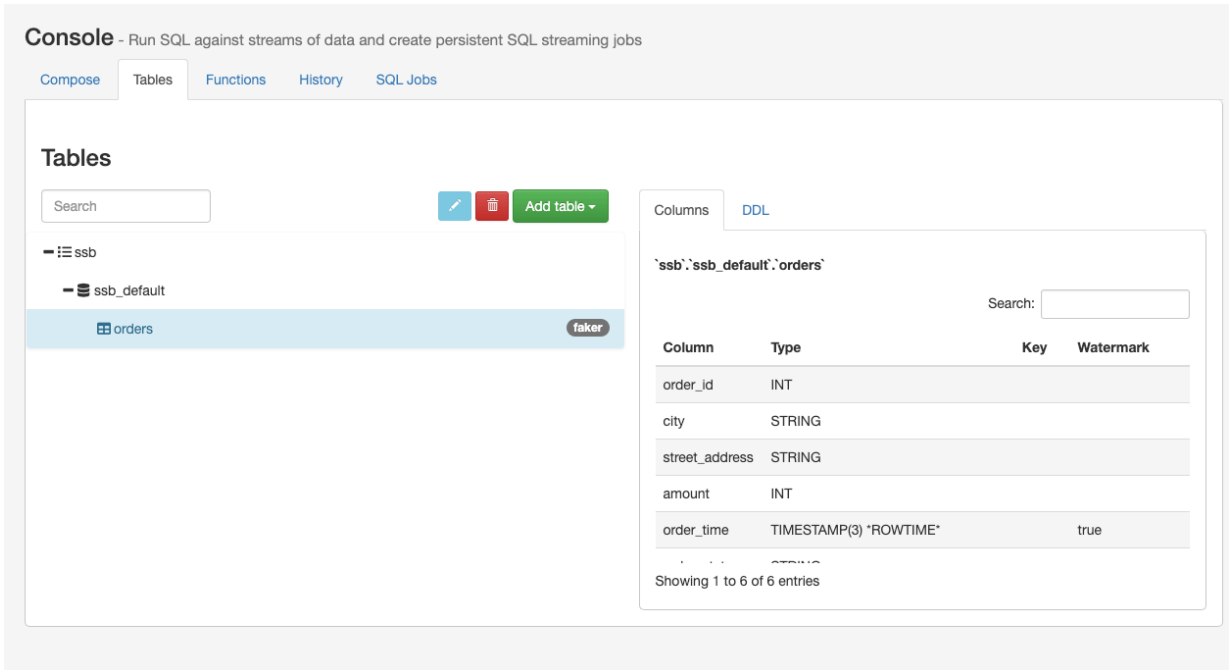 Console - Run SQL against streams of data and create persistent SQL streaming jobs
Compose Tables Functions History SQL Jobs
Tables
Search
Add table
ssb
ssb_default
orders faker
Columns DDL
`ssb`.`ssb_default`.`orders`
Search:
Column Type Key Watermark
order_id INT
city STRING
street_address STRING
amount INT
order_time TIMESTAMP(3) *ROWTIME* true
STRING
Showing 1 to 6 of 6 entries